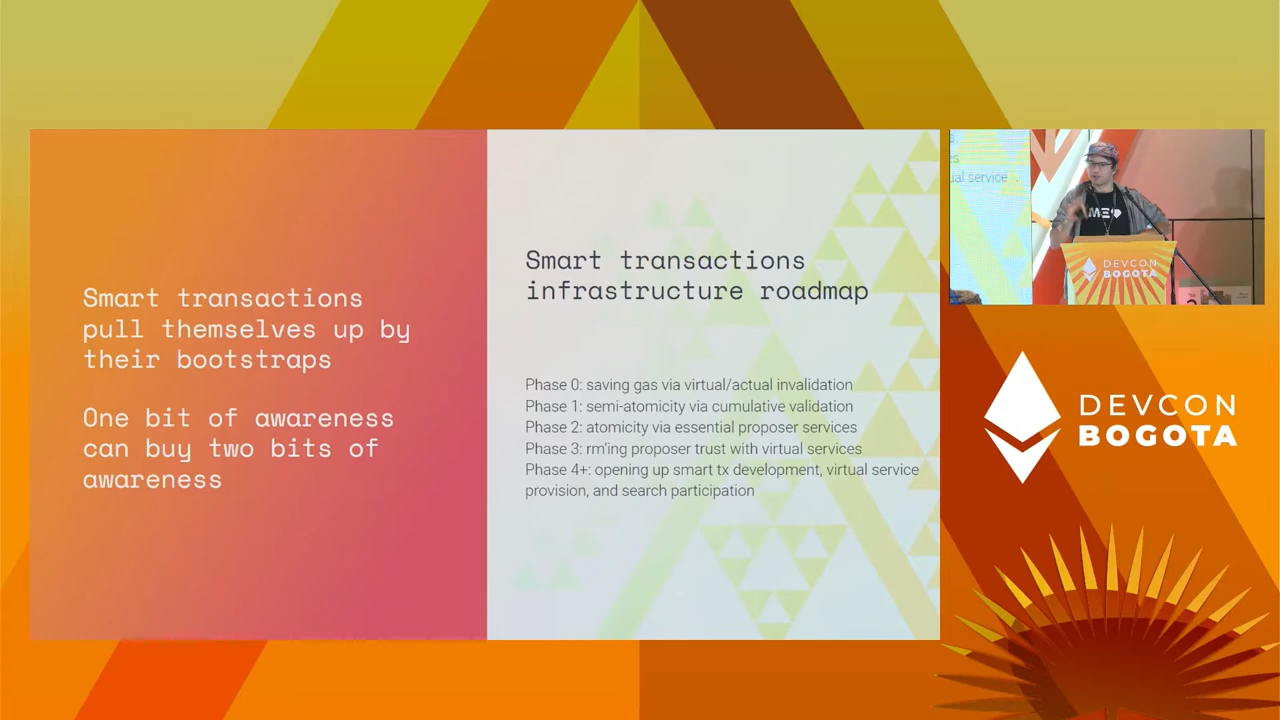 Smart transactions
pull themselves up by
their bootstraps
One bit of awareness
can buy two bits of
awareness
Smart transactions
infrastructure roadmap
Phase 0: saving gas via virtual/actual invalidation
Phase 1: semi-atomicity via cumulative validation
Phase 2: atomicity via essential proposer services
Phase 3: rm'ing proposer trust with virtual services
Phase 4+: opening up smart tx development, virtual service
provision, and search participation
ual service
DEVCON
BOGOTA
DEVCON
BOGOTA